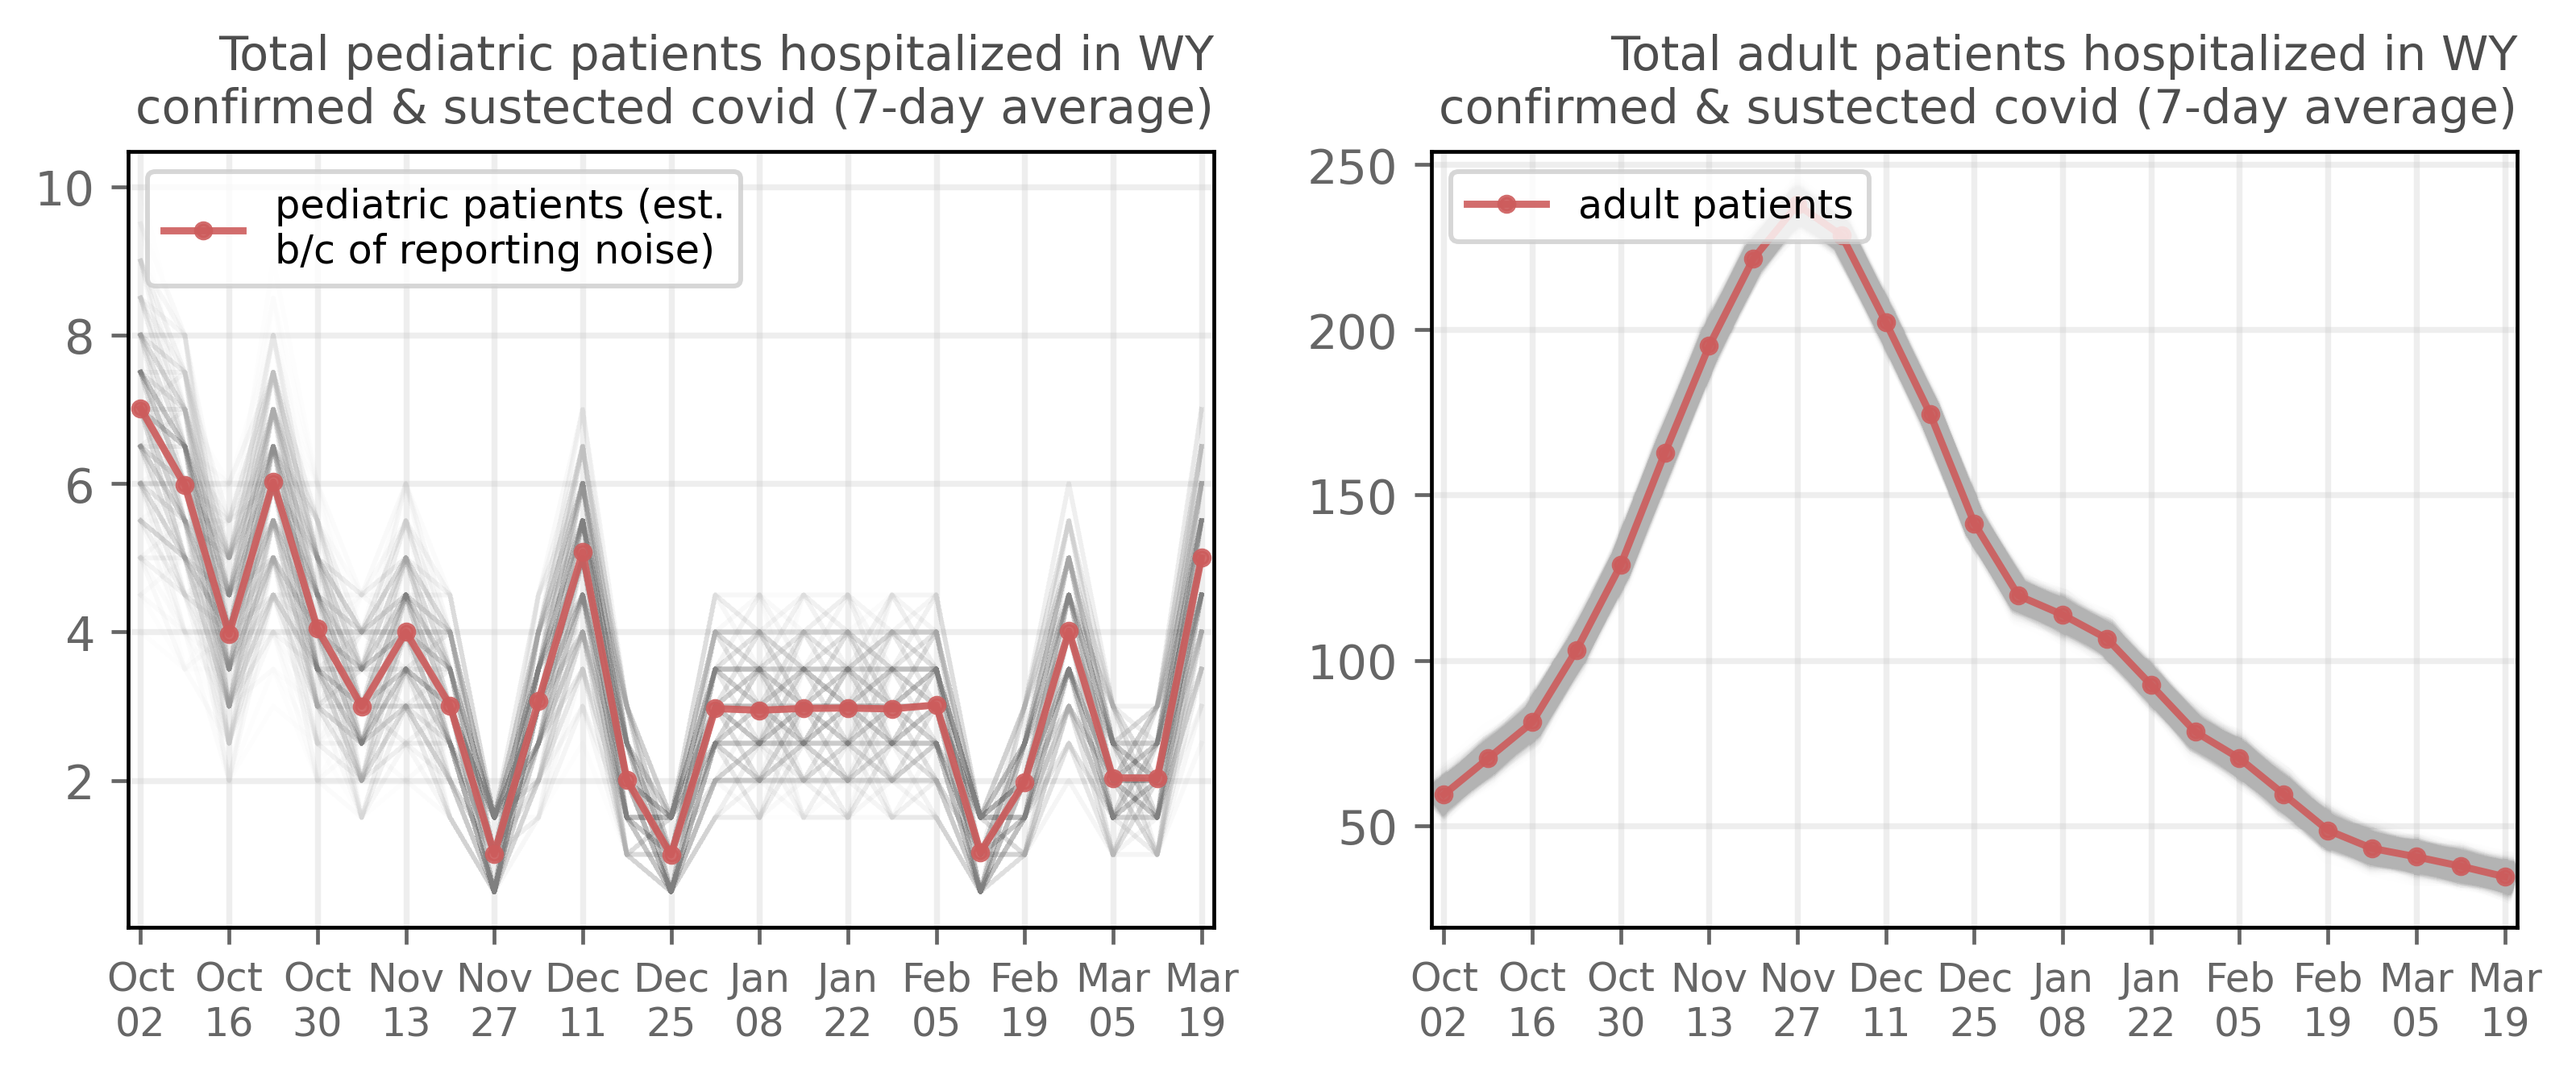 Total pediatric patients hospitalized in WY
confirmed & sustected covid (7-day average)
10
8
6
4
2
pediatric patients (est.
b/c of reporting noise)
Oct Oct Oct Nov Nov Dec Dec Jan Jan Feb Feb Mar Mar
02 16 30 13 27 11 25 08 22 05 19 05 19
Total adult patients hospitalized in WY
confirmed & sustected covid (7-day average)
250
200
150
100
50
adult patients
Oct Oct Oct Nov Nov Dec Dec Jan Jan Feb Feb Mar Mar
02 16 30 13 27 11 25 08 22 05 19 05 19